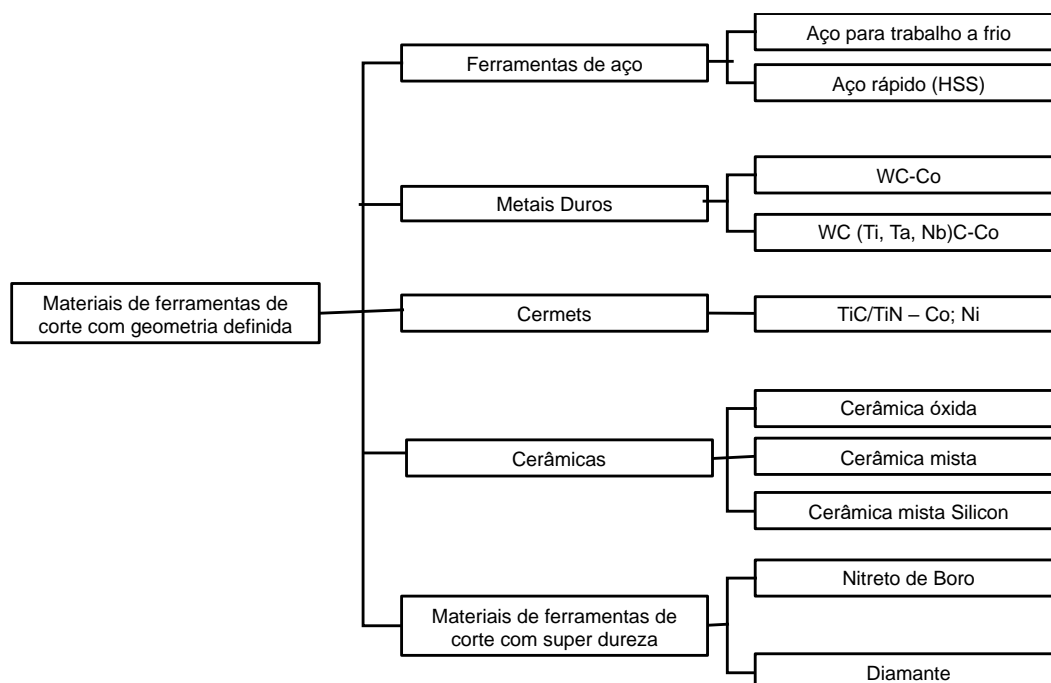 Aço para trabalho a frio
Ferramentas de aço
Aço rápido (HSS)
WC-Co
Metais Duros
WC (Ti, Ta, Nb)C-Co
Materiais de ferramentas de
corte com geometria definida
Cermets
TiC/TiN – Co; Ni
Cerâmica óxida
Cerâmicas
Cerâmica mista
Cerâmica mista Silicon
Nitreto de Boro
Materiais de ferramentas de
corte com super dureza
Diamante